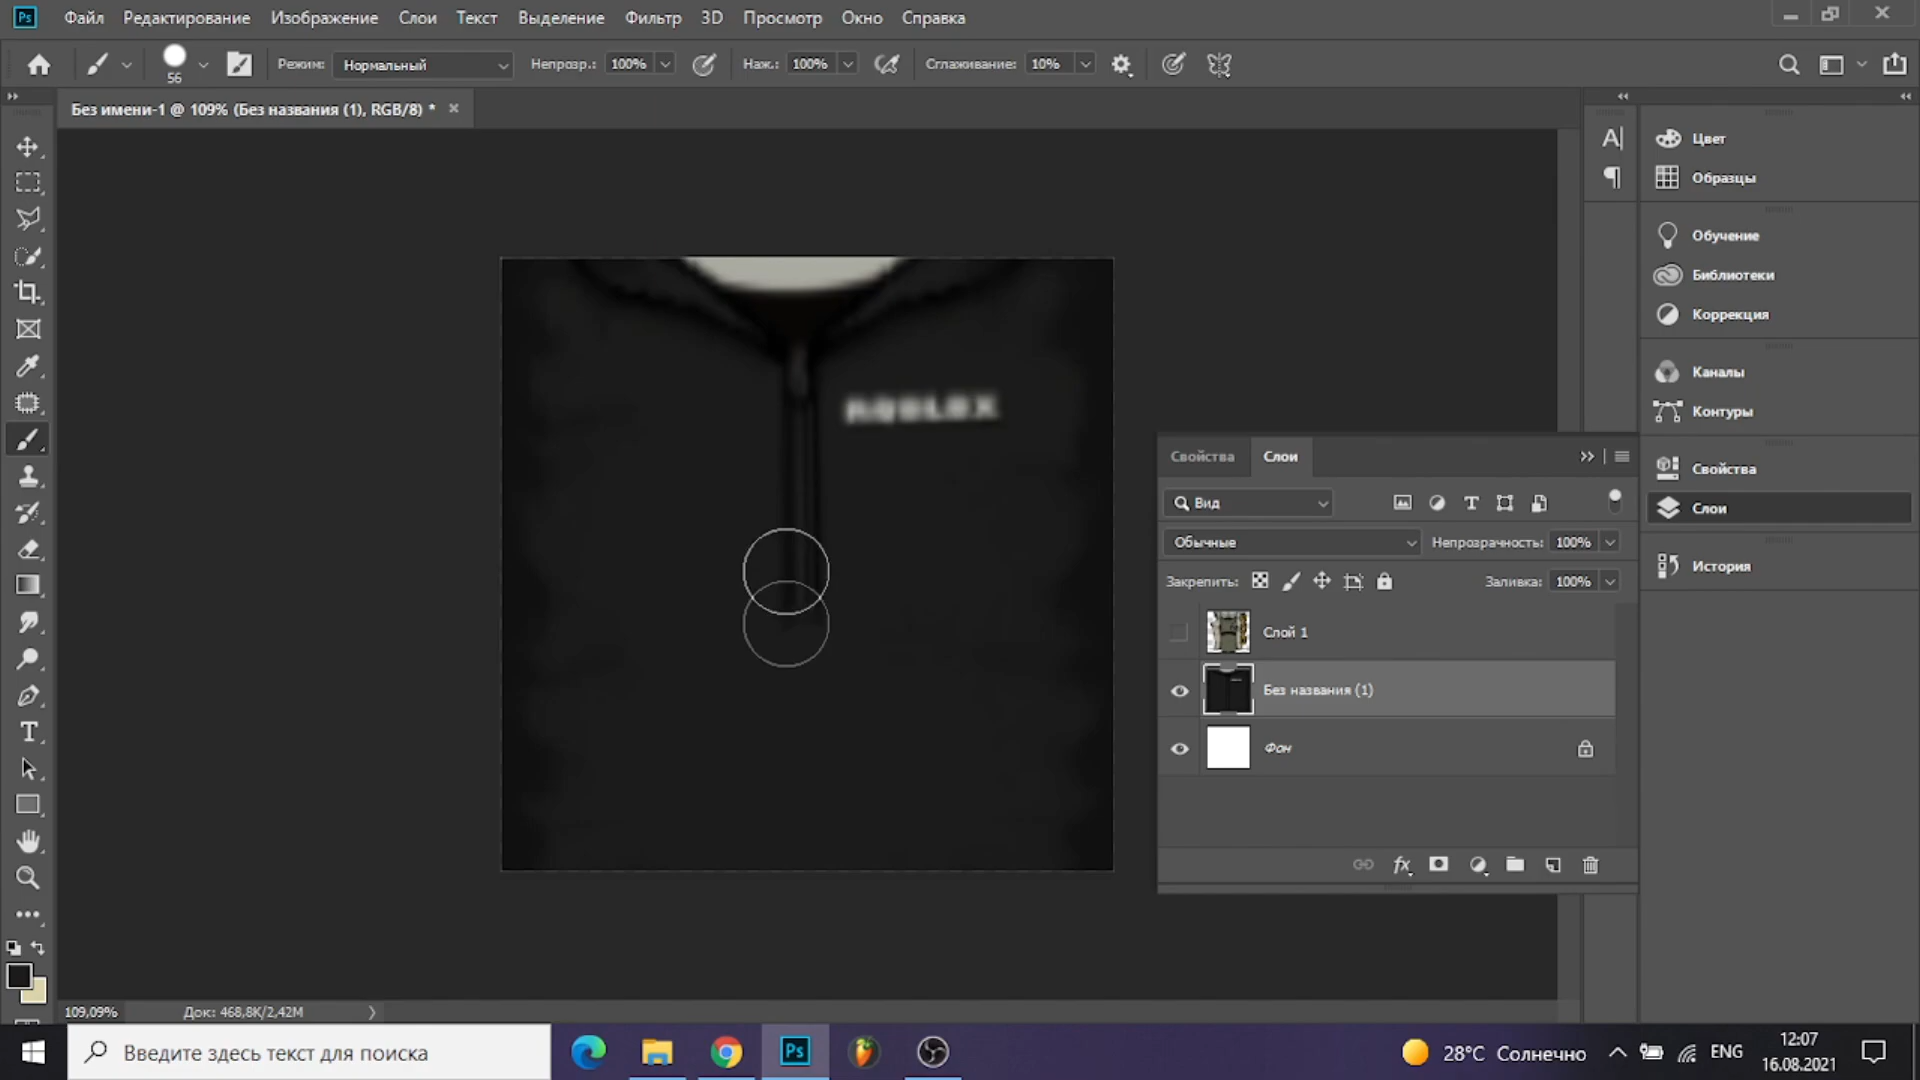 Ps Файл Редактирование Изображение Слои Текст Выделение Фильтр 3D Просмотр Окно Справка
56 Режим: Нормальный Непрозр.: 100% Наж.: 100% Сглаживание: 10%
Без имени-1 @ 109% (Без названия (1), RGB/8) *
Цвет
Образцы
Обучение
Библиотеки
Коррекция
Каналы
Контуры
Свойства
Слои
История
ROBLOX
Свойства Слои
Вид
Обычные Непрозрачность: 100%
Закрепить: Заливка: 100%
Слой 1
Без названия (1)
Фон
109,09% Док: 468,8K/2,42M
Введите здесь текст для поиска
Ps
28°C Солнечно ENG 12:07
16.08.2021